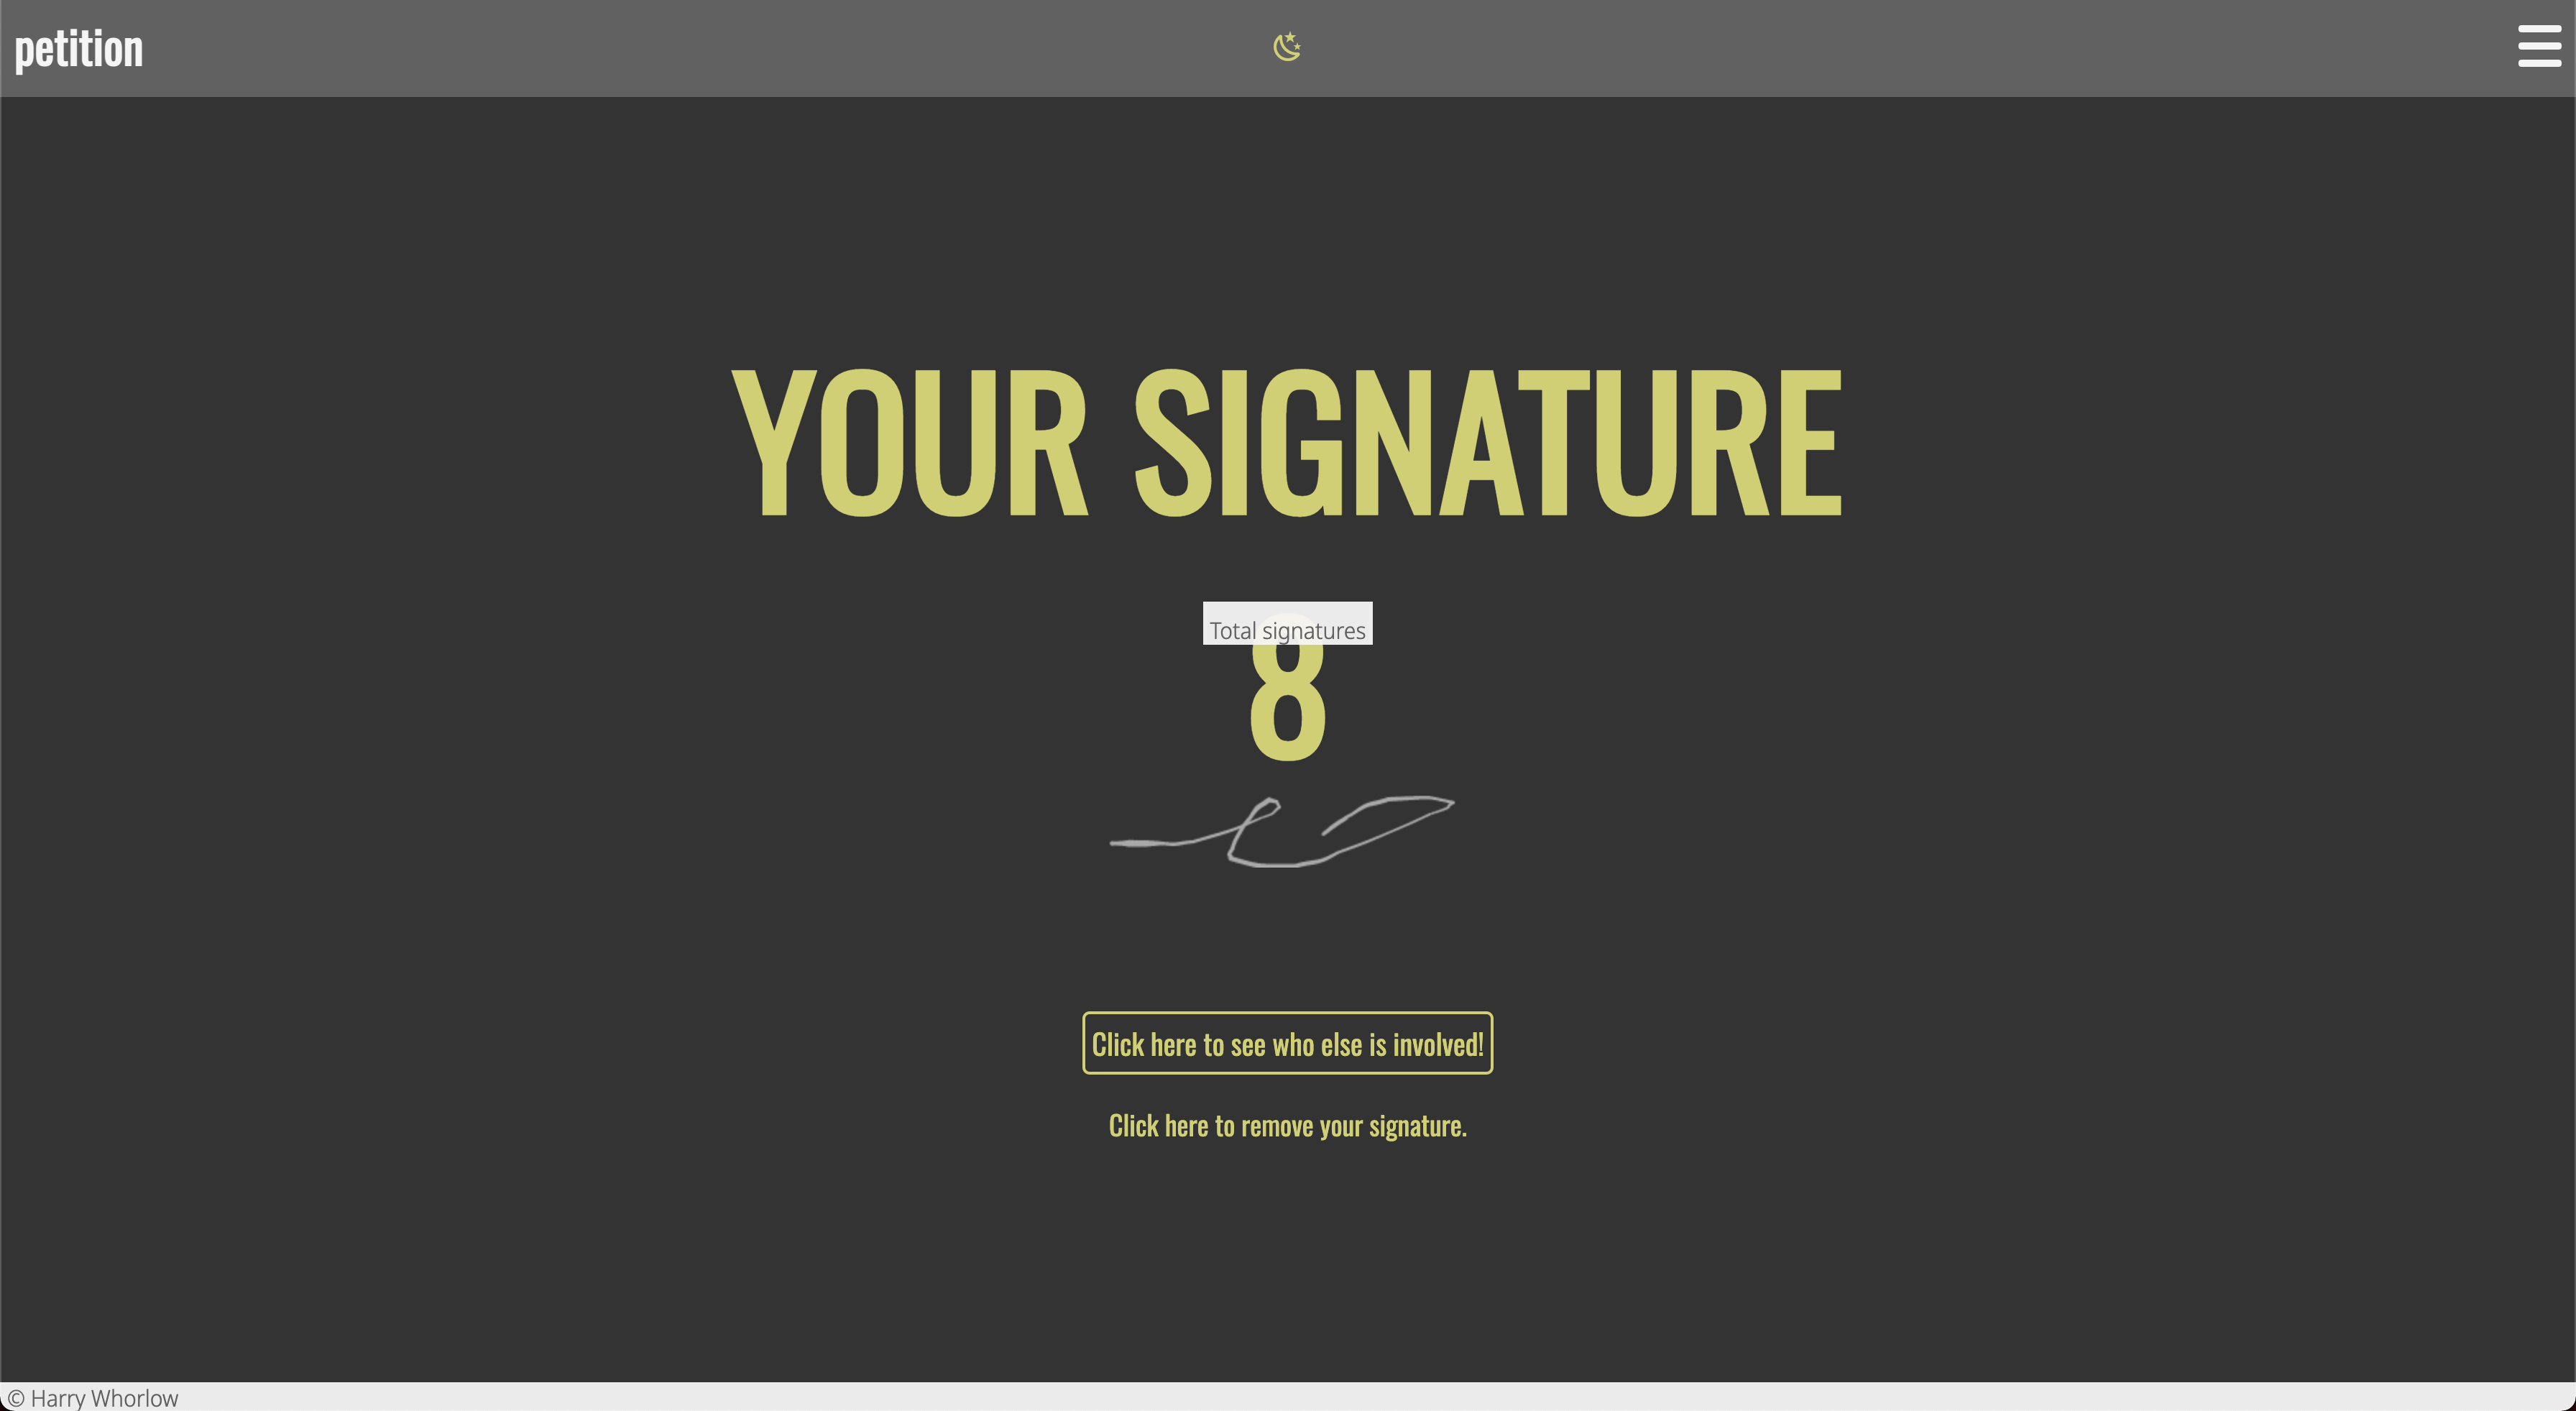 petition
YOUR SIGNATURE
Total signatures
8
Click here to see who else is involved!
Click here to remove your signature.
© Harry Whorlow